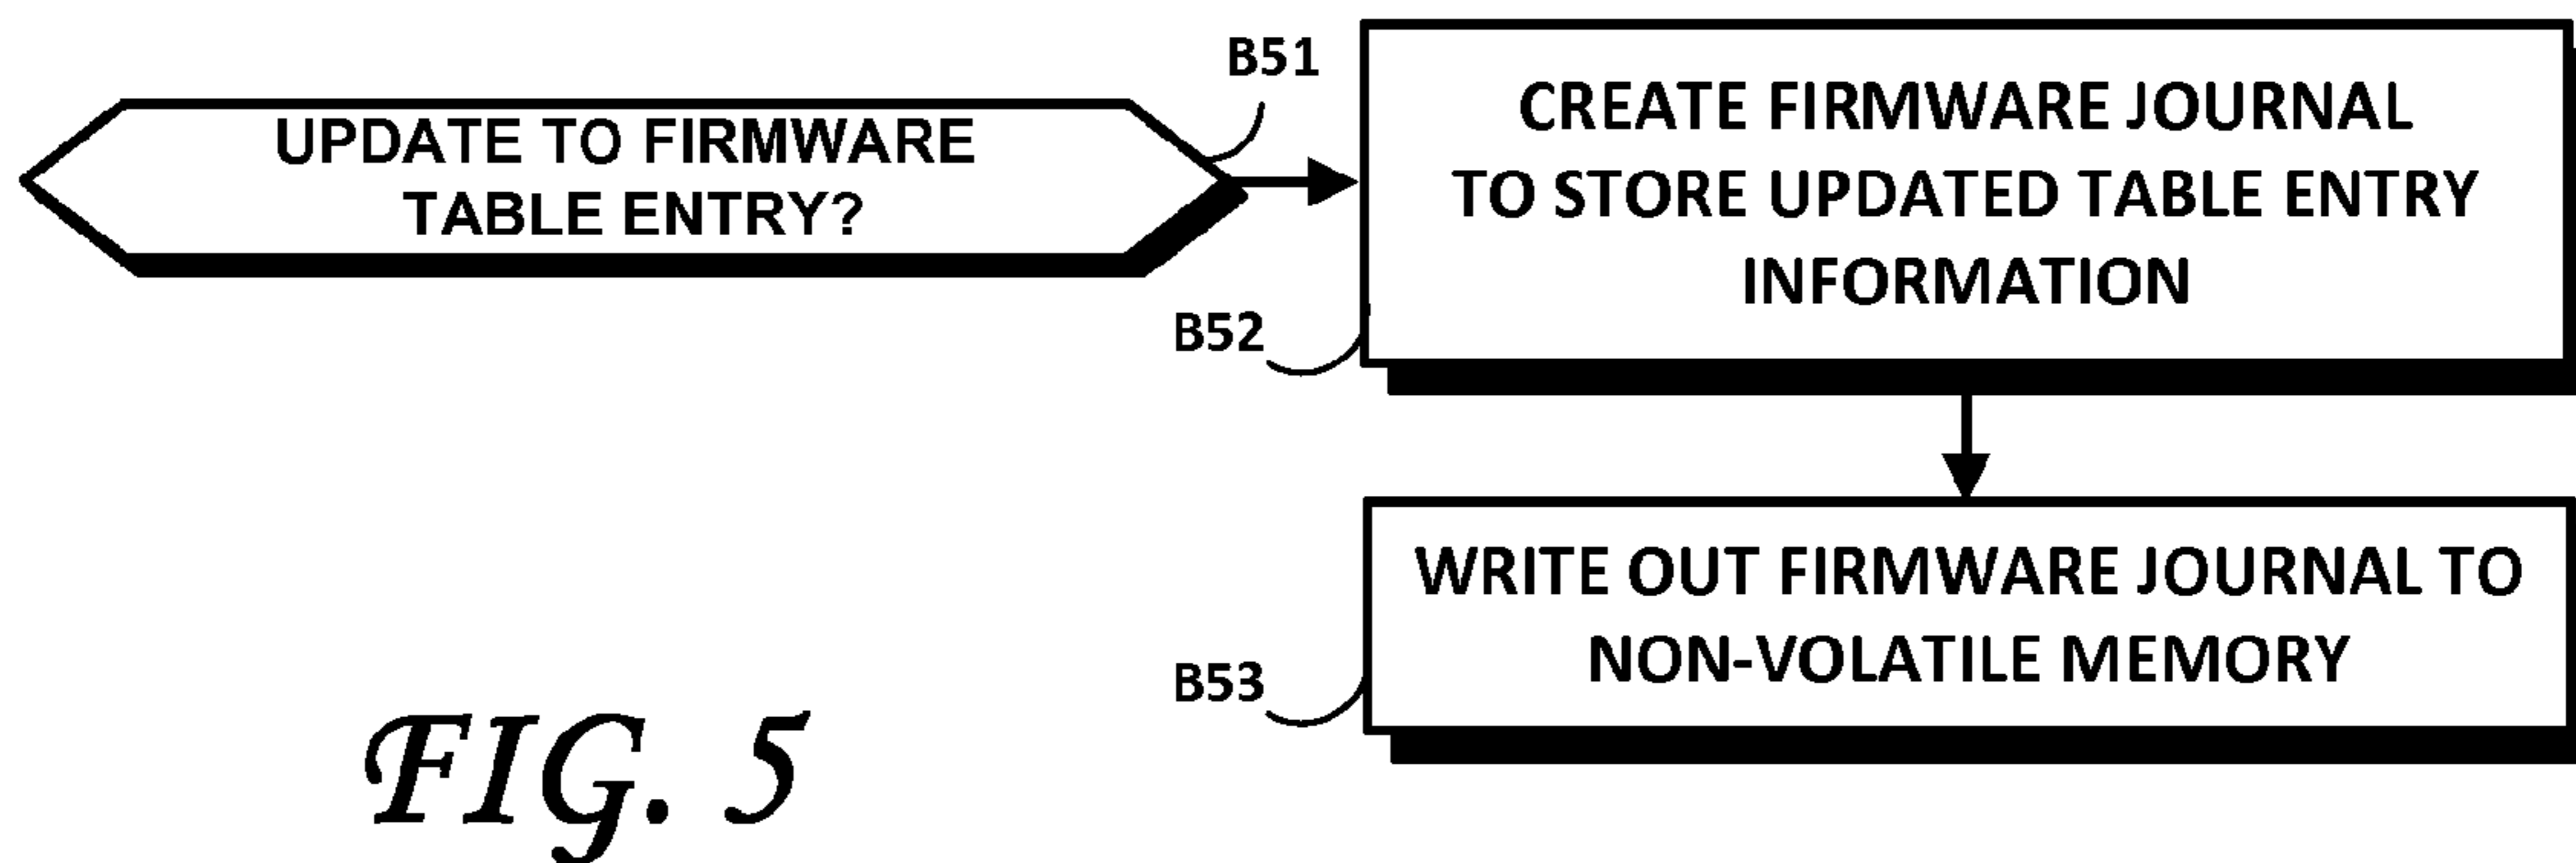 B51
UPDATE TO FIRMWARE
TABLE ENTRY?
CREATE FIRMWARE JOURNAL
TO STORE UPDATED TABLE ENTRY
INFORMATION
B52
WRITE OUT FIRMWARE JOURNAL TO
NON-VOLATILE MEMORY
B53
FIG. 5